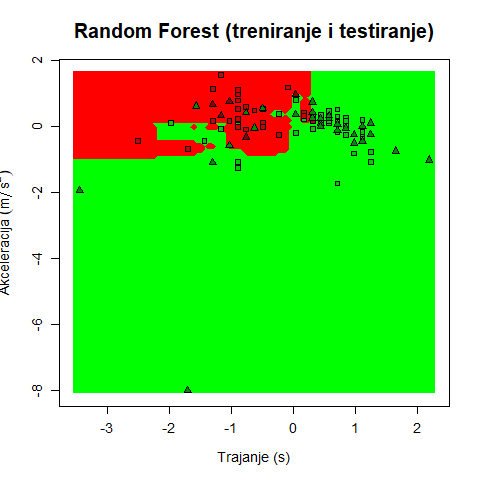 Random Forest (treniranje i testiranje)
2
0
-2
-4
-6
-8
Akceleracija (m/s²)
-3 -2 -1 0 1 2
Trajanje (s)